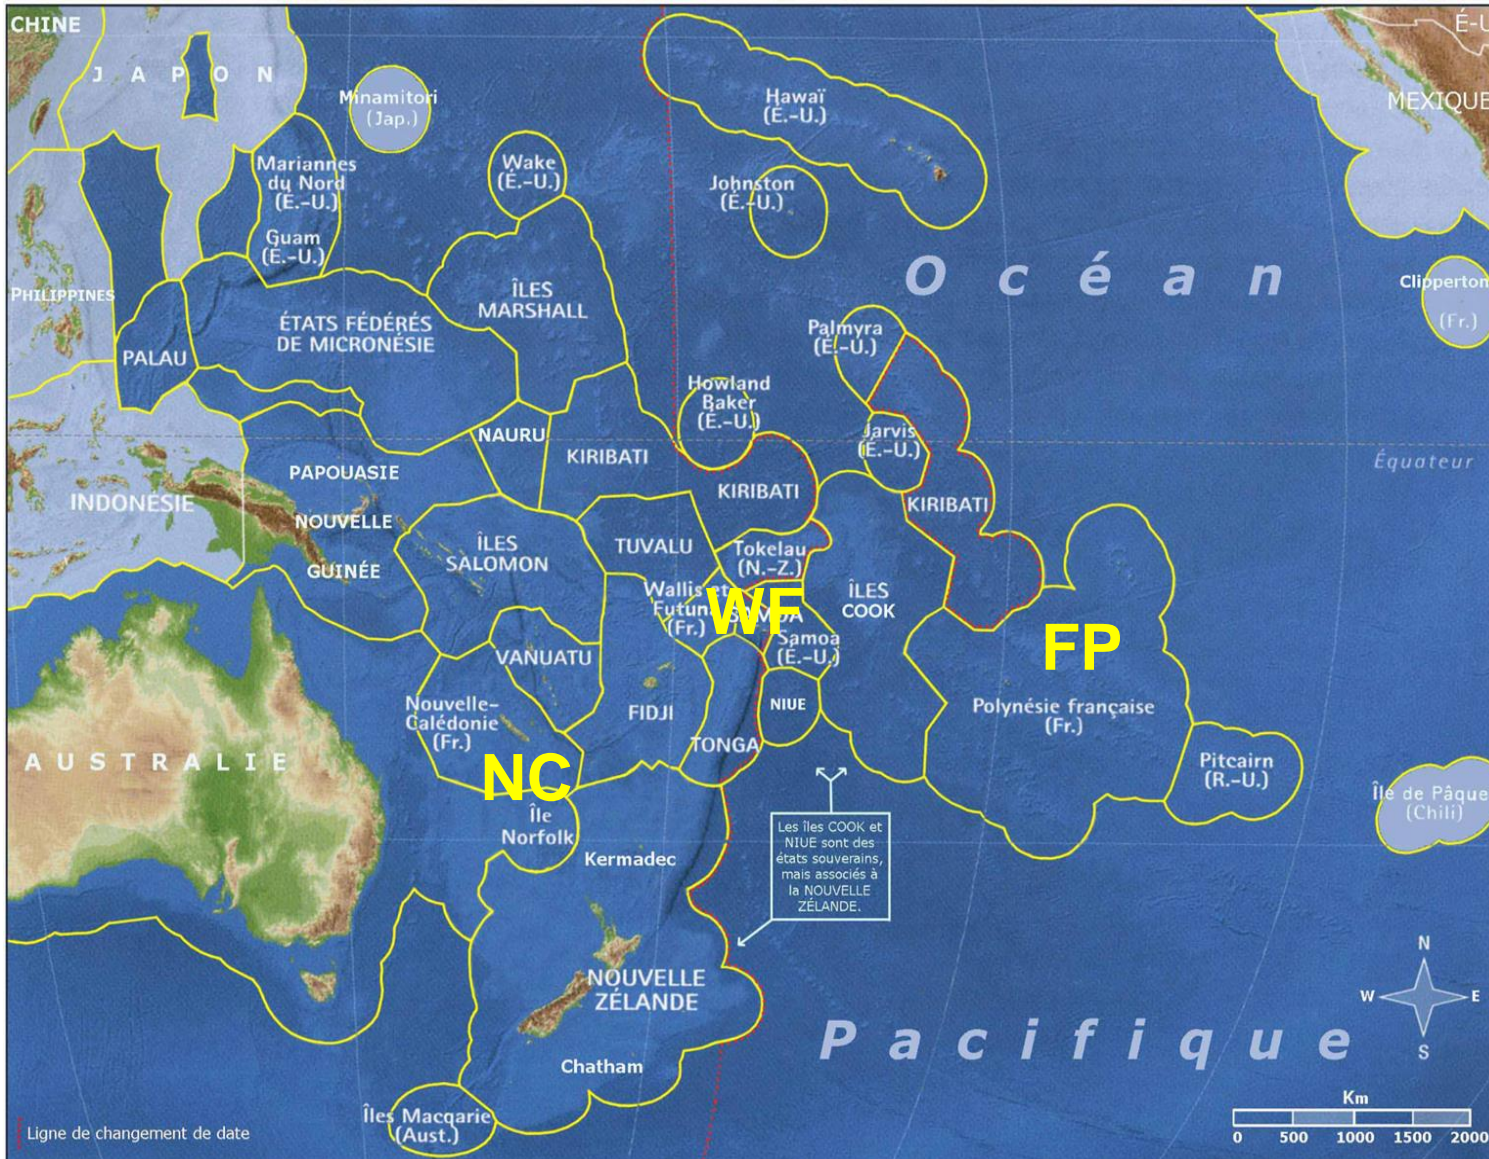 CHINE
É-U
J A P O N
Minamitori
(Jap.)
Hawaï
(É.-U.)
MEXIQUE
Mariannes
du Nord
(É.-U.)
Guam
(É.-U.)
Wake
(É.-U.)
Johnston
(É.-U.)
Océan
PHILIPPINES
PALAU
ÉTATS FÉDÉRÉS
DE MICRONÉSIE
ÎLES
MARSHALL
Clipperton
(Fr.)
Palmyra
(É.-U.)
Howland
Baker
(É.-U.)
Jarvis
(É.-U.)
NAURU
KIRIBATI
KIRIBATI
KIRIBATI
Équateur
INDONÉSIE
PAPOUASIE
NOUVELLE
GUINÉE
ÎLES
SALOMON
TUVALU
Tokelau
(N.-Z.)
Wallis et
Futuna
(Fr.)
WF
SAMOA
Samoa
(É.-U.)
ÎLES
COOK
FP
Polynésie française
(Fr.)
VANUATU
Nouvelle-
Calédonie
(Fr.)
NC
FIDJI
TONGA
NIUE
Pitcairn
(R.-U.)
Île de Pâque
(Chili)
AUSTRALIE
Île
Norfolk
Kermadec
Les îles COOK et
NIUE sont des
états souverains,
mais associés à
la NOUVELLE
ZÉLANDE.
NOUVELLE
ZÉLANDE
Chatham
Pacifique
N
W
E
S
Îles Macqarie
(Aust.)
Ligne de changement de date
Km
0 500 1000 1500 2000